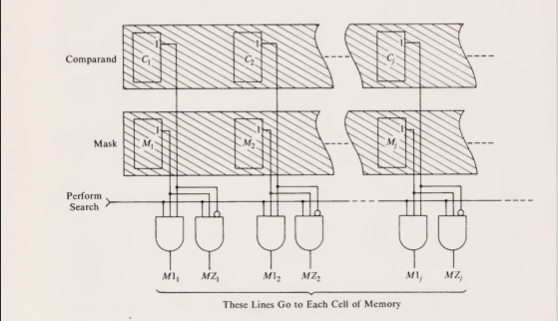 Comparand
1 1 1
C1 C2 Cj
Mask
1 1 1
M1 M2 Mj
Perform
Search
M11 MZ1 M12 MZ2 M1j MZj
These Lines Go to Each Cell of Memory